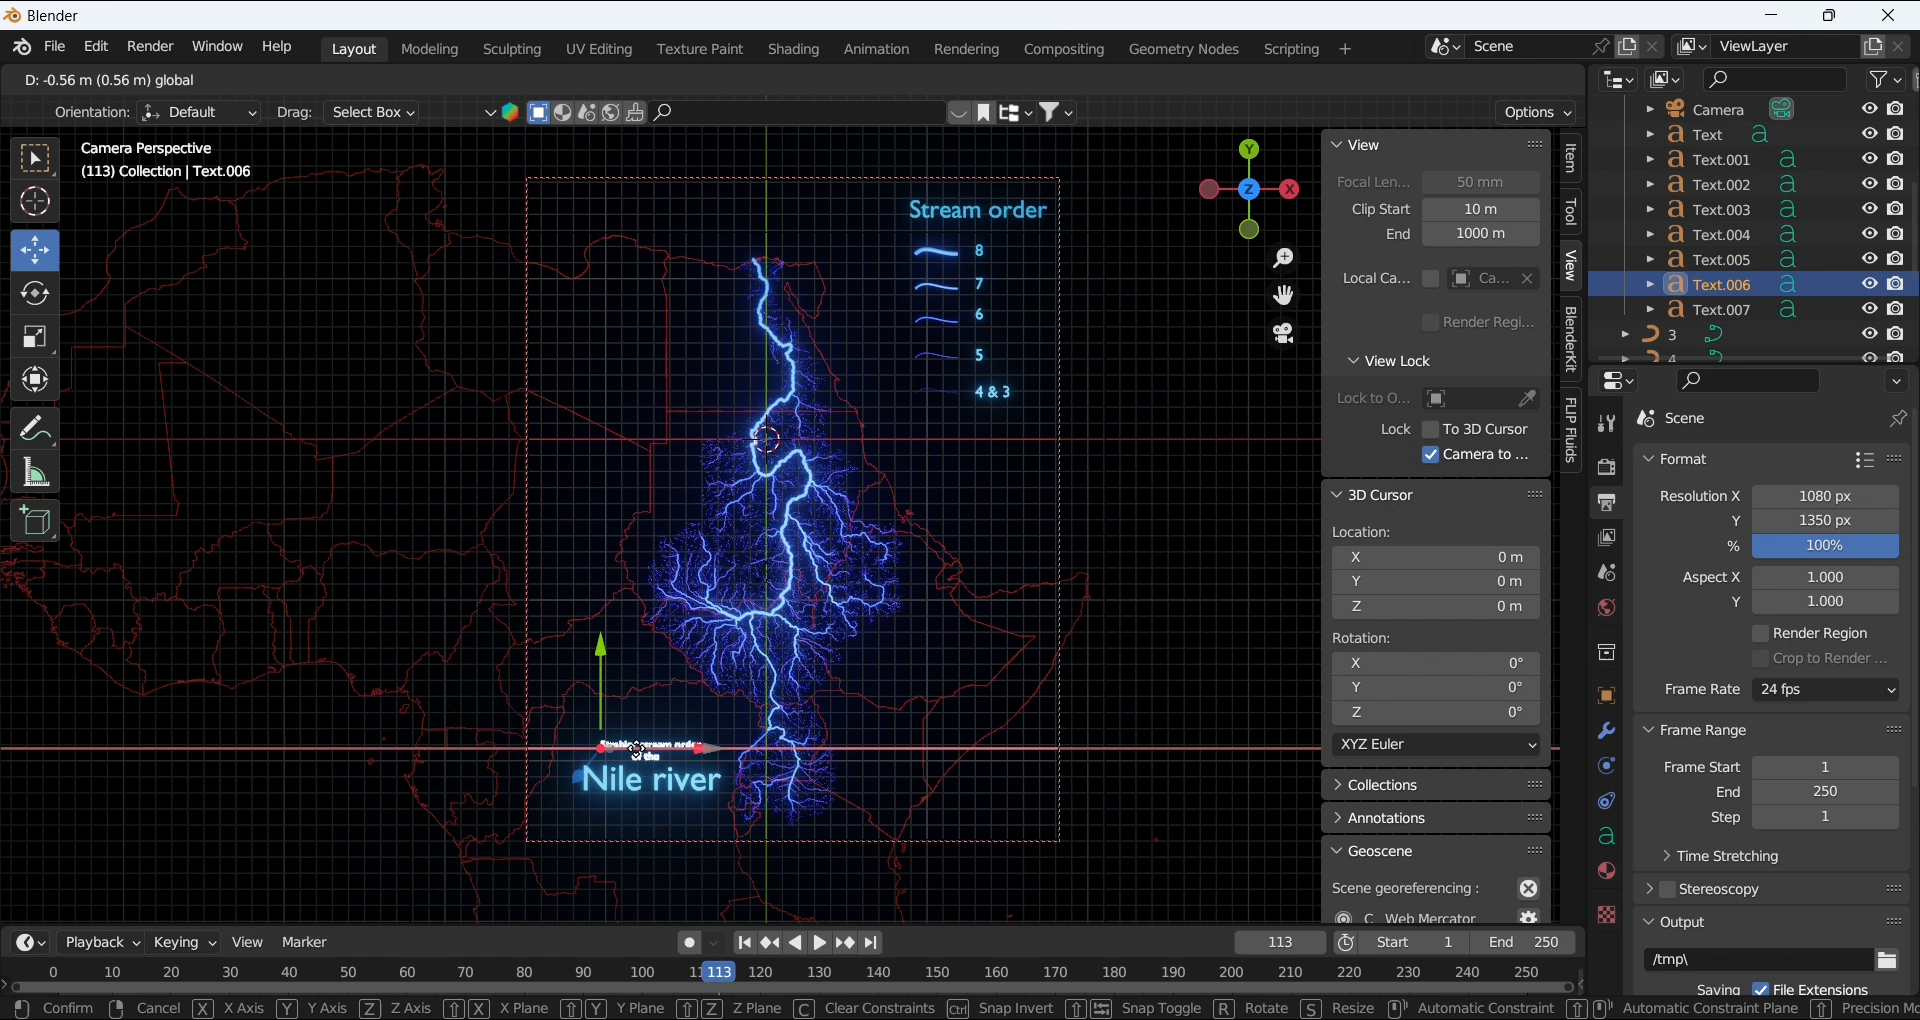 Blender
File Edit Render Window Help Layout Modeling Sculpting UV Editing Texture Paint Shading Animation Rendering Compositing Geometry Nodes Scripting + Scene ViewLayer
D: -0.56 m (0.56 m) global
Orientation: Default Drag: Select Box Options
Camera Perspective
(113) Collection | Text.006
Stream order
8
7
6
5
4 & 3
of the
Nile river
Y
X
Z
View
Focal Len... 50 mm
Clip Start 10 m
End 1000 m
Local Ca... Ca...
Render Regi...
View Lock
Lock to O...
Lock To 3D Cursor
Camera to ...
3D Cursor
Location:
X 0 m
Y 0 m
Z 0 m
Rotation:
X 0°
Y 0°
Z 0°
XYZ Euler
Collections
Annotations
Geoscene
Scene georeferencing :
C Web Mercator
Item
Tool
View
BlenderKit
FLIP Fluids
Camera
Text
Text.001
Text.002
Text.003
Text.004
Text.005
Text.006
Text.007
3
4
Scene
Format
Resolution X 1080 px
Y 1350 px
% 100%
Aspect X 1.000
Y 1.000
Render Region
Crop to Render ...
Frame Rate 24 fps
Frame Range
Frame Start 1
End 250
Step 1
Time Stretching
Stereoscopy
Output
/tmp\
Saving File Extensions
Playback Keying View Marker 113 Start 1 End 250
0 10 20 30 40 50 60 70 80 90 100 113 120 130 140 150 160 170 180 190 200 210 220 230 240 250
Confirm Cancel X X Axis Y Y Axis Z Z Axis X X Plane Y Y Plane Z Z Plane C Clear Constraints Ctrl Snap Invert Snap Toggle R Rotate S Resize Automatic Constraint Automatic Constraint Plane Precision Mo